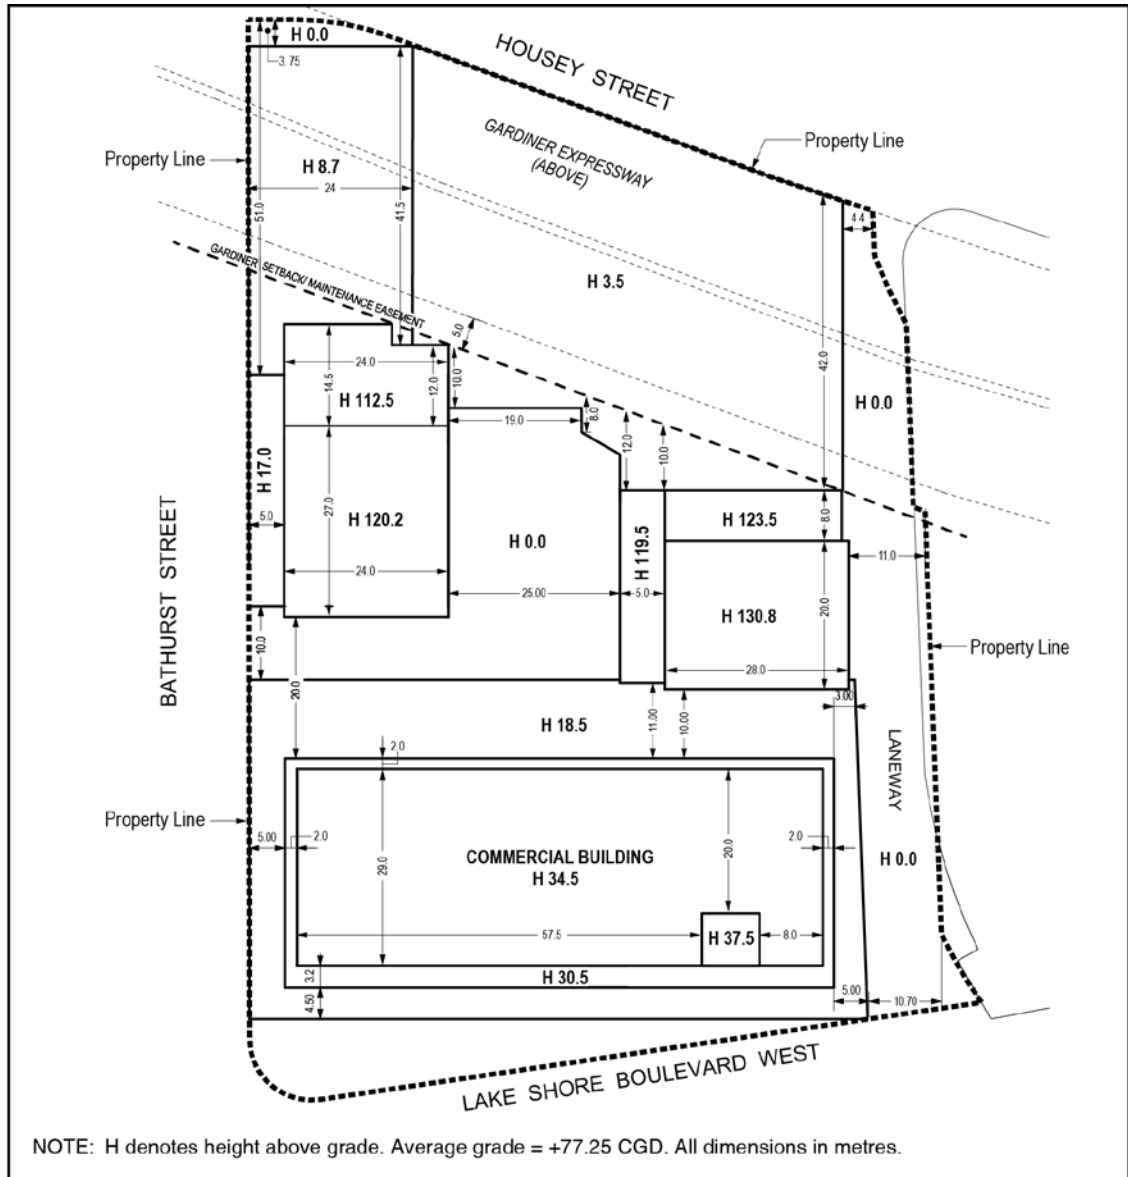 HOUSEY STREET
H 0.0
3.75
GARDINER EXPRESSWAY
(ABOVE)
Property Line
Property Line
H 8.7
24
51.0
41.5
4.4
GARDINER SETBACK/ MAINTENANCE EASEMENT
H 3.5
5.0
42.0
24.0
14.5
12.0
10.0
H 112.5
19.0
8.0
12.0
10.0
H 0.0
H 17.0
5.0
27.0
H 120.2
24.0
H 0.0
25.00
H 119.5
5.0
H 123.5
8.0
11.0
H 130.8
20.0
28.0
BATHURST STREET
10.0
20.0
Property Line
H 18.5
11.00
10.00
3.00
LANEWAY
2.0
Property Line
5.00
2.0
29.0
COMMERCIAL BUILDING
H 34.5
20.0
2.0
H 0.0
57.5
H 37.5
8.0
3.2
H 30.5
4.50
5.00
10.70
LAKE SHORE BOULEVARD WEST
NOTE: H denotes height above grade. Average grade = +77.25 CGD. All dimensions in metres.